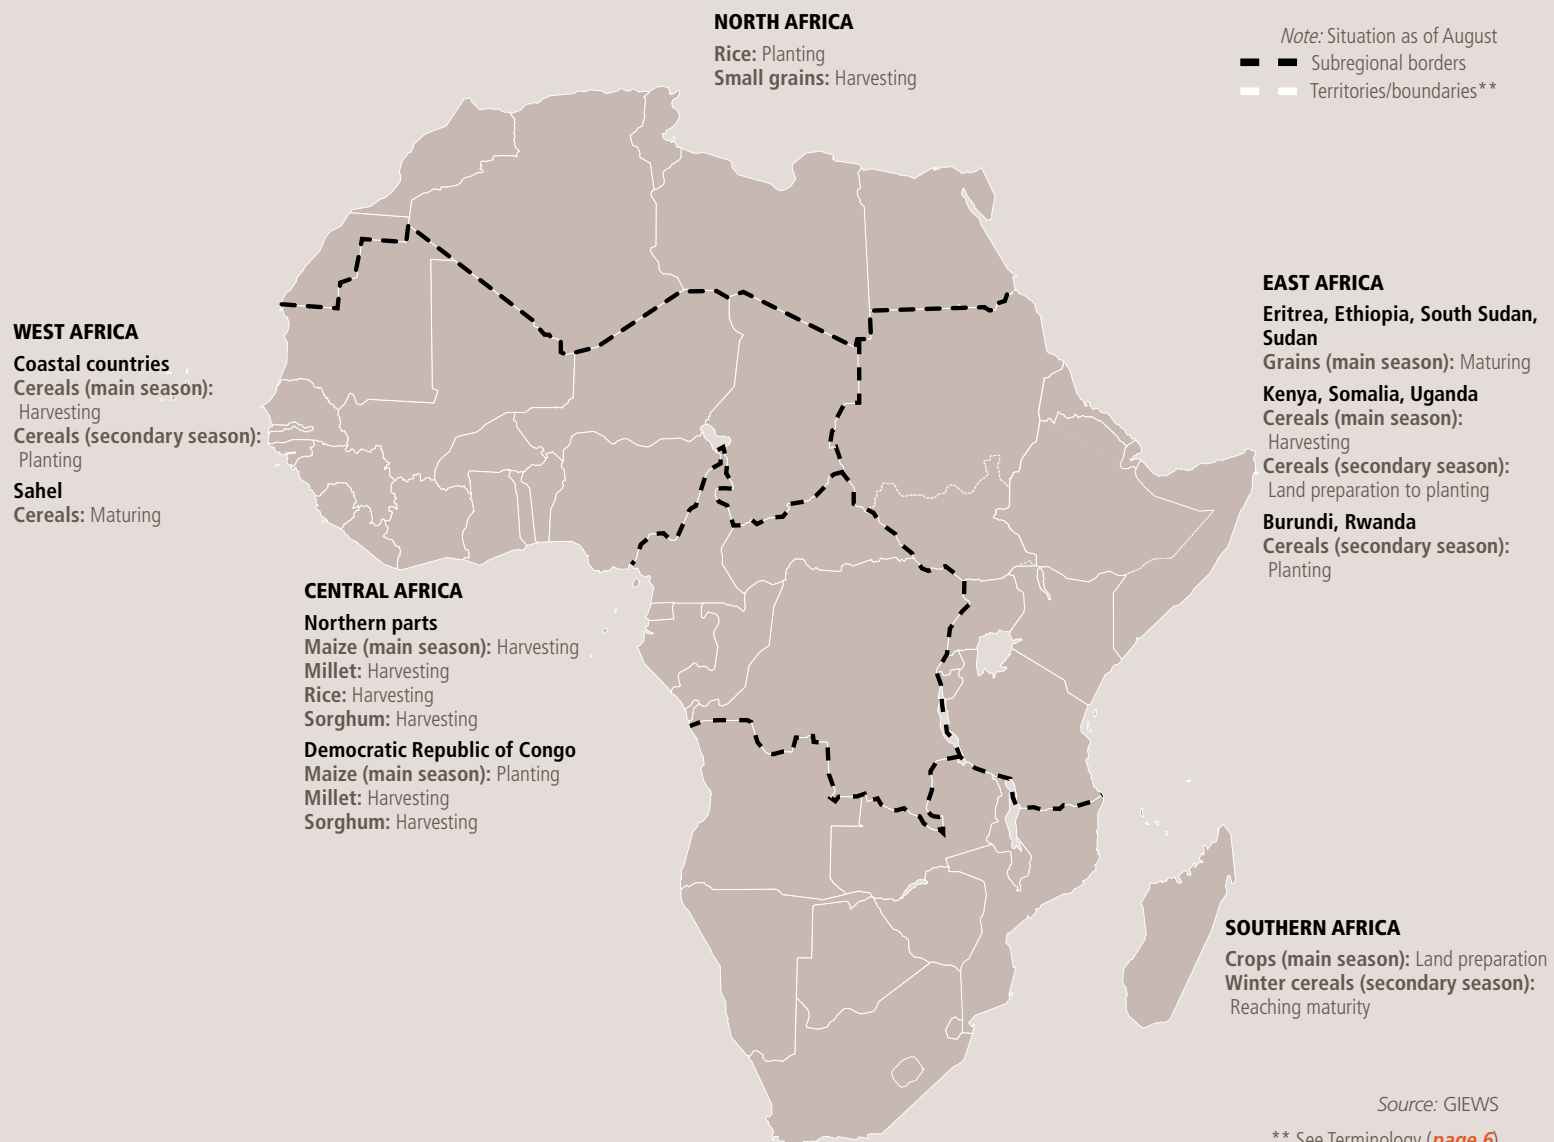 NORTH AFRICA
Rice: Planting
Small grains: Harvesting
Note: Situation as of August
Subregional borders
Territories/boundaries**
WEST AFRICA
Coastal countries
Cereals (main season):
Harvesting
Cereals (secondary season):
Planting
Sahel
Cereals: Maturing
EAST AFRICA
Eritrea, Ethiopia, South Sudan,
Sudan
Grains (main season): Maturing
Kenya, Somalia, Uganda
Cereals (main season):
Harvesting
Cereals (secondary season):
Land preparation to planting
Burundi, Rwanda
Cereals (secondary season):
Planting
CENTRAL AFRICA
Northern parts
Maize (main season): Harvesting
Millet: Harvesting
Rice: Harvesting
Sorghum: Harvesting
Democratic Republic of Congo
Maize (main season): Planting
Millet: Harvesting
Sorghum: Harvesting
SOUTHERN AFRICA
Crops (main season): Land preparation
Winter cereals (secondary season):
Reaching maturity
Source: GIEWS
** See Terminology (page 6)